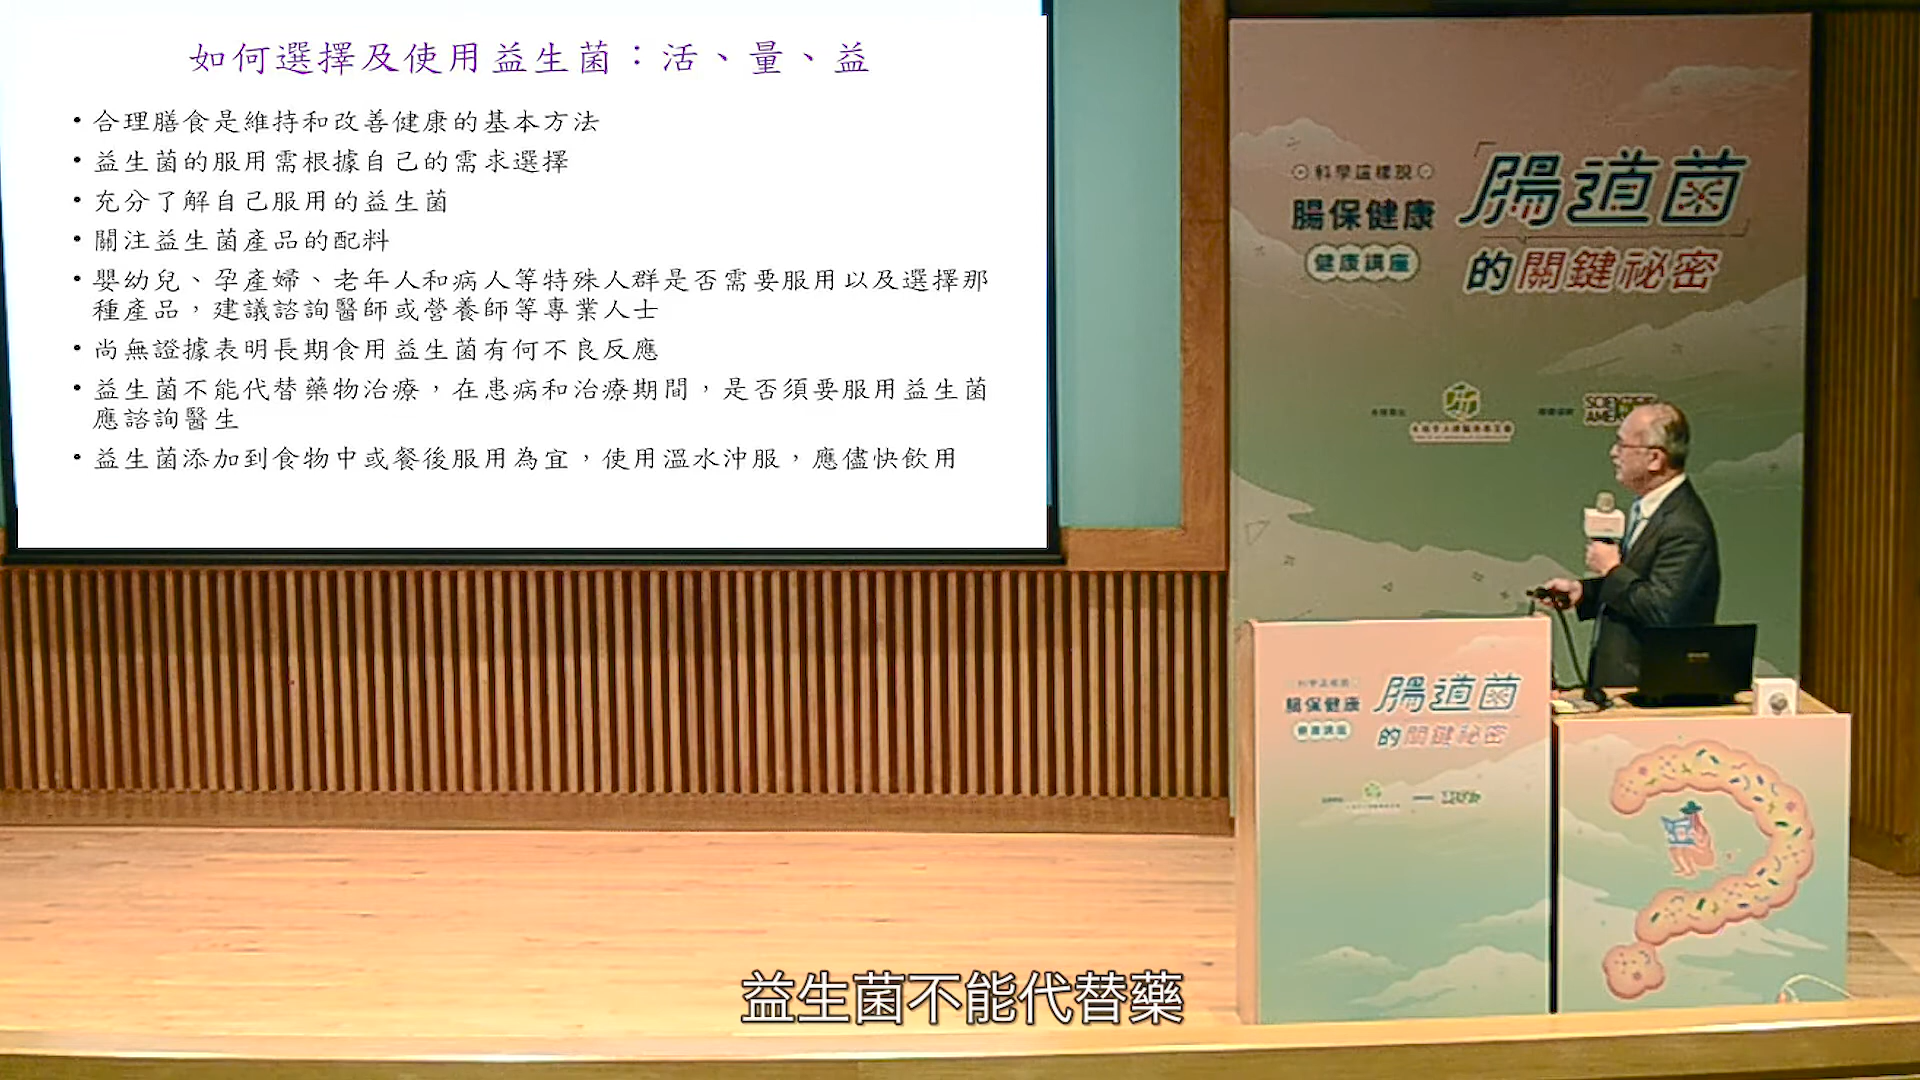 如何選擇及使用益生菌：活、量、益
• 合理膳食是維持和改善健康的基本方法
• 益生菌的服用需根據自己的需求選擇
• 充分了解自己服用的益生菌
• 關注益生菌產品的配料
• 嬰幼兒、孕產婦、老年人和病人等特殊人群是否需要服用以及選擇那
種產品，建議諮詢醫師或營養師等專業人士
• 尚無證據表明長期食用益生菌有何不良反應
• 益生菌不能代替藥物治療，在患病和治療期間，是否須要服用益生菌
應諮詢醫生
• 益生菌添加到食物中或餐後服用為宜，使用溫水沖服，應儘快飲用
科學這樣說
腸保健康
健康講座
腸道菌
的關鍵祕密
腸保健康
健康講座
腸道菌
的關鍵祕密
益生菌不能代替藥